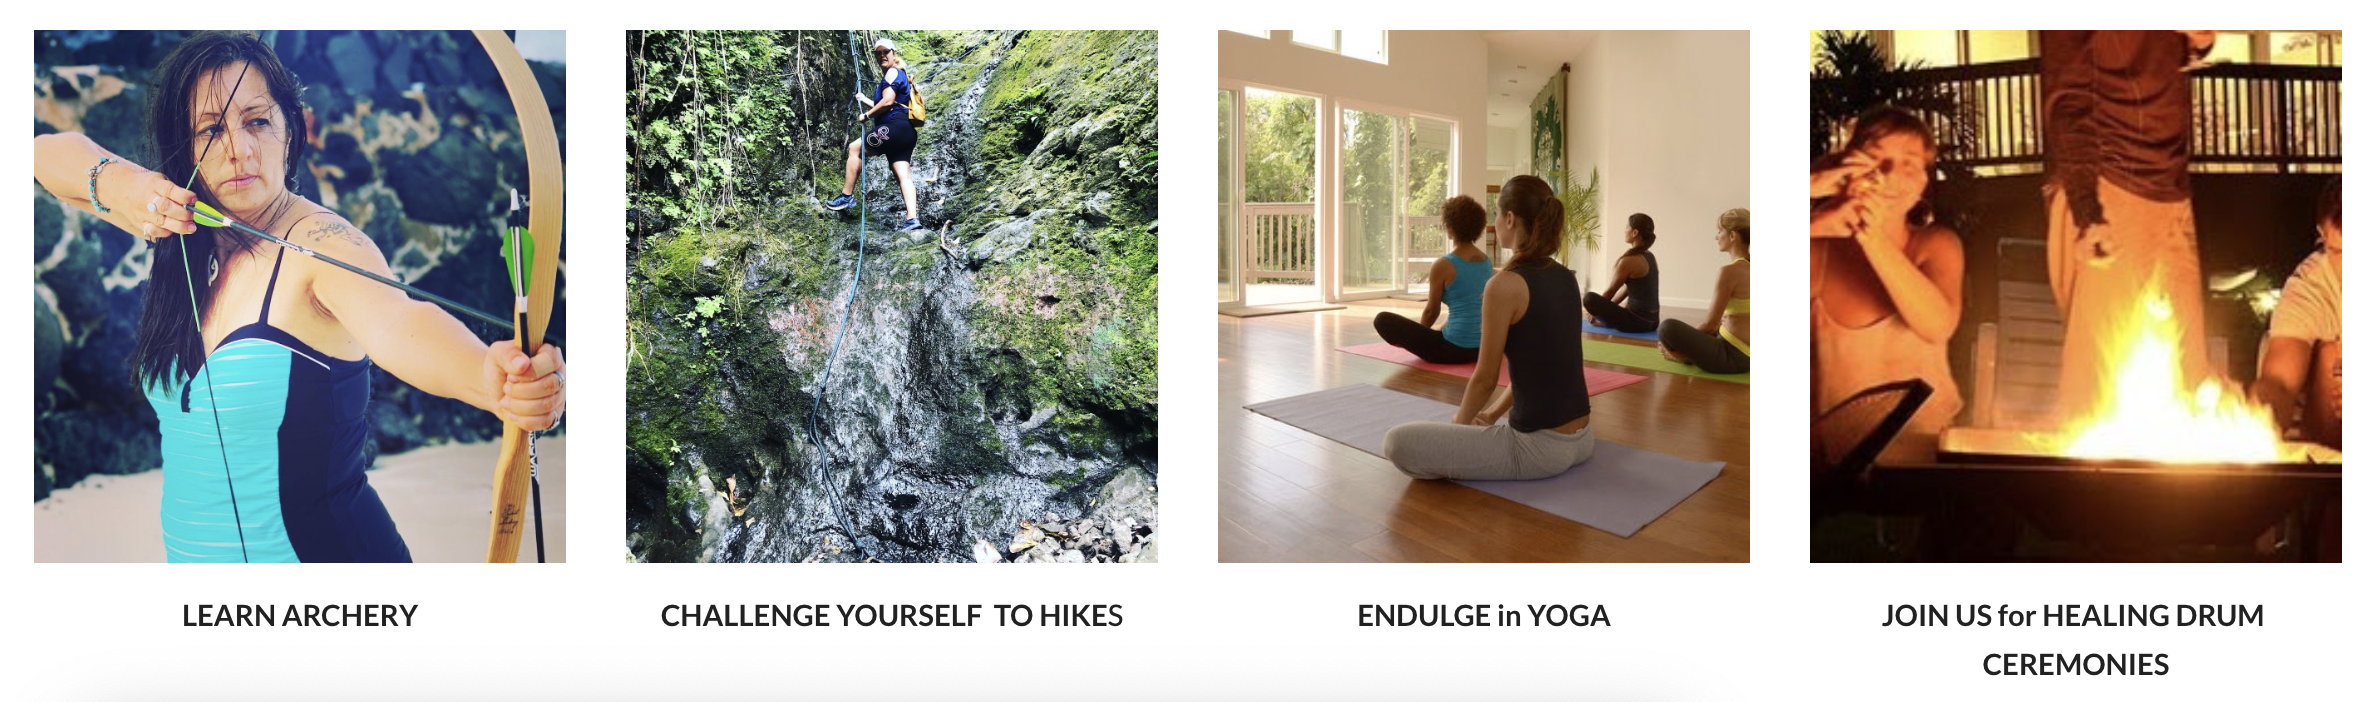 LEARN ARCHERY
CHALLENGE YOURSELF  TO HIKES
ENDULGE in YOGA
JOIN US for HEALING DRUM
CEREMONIES